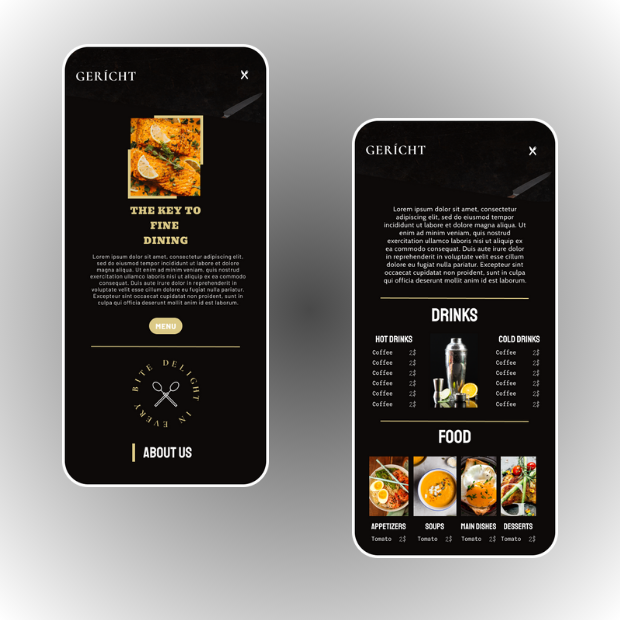 GERÍCHT
THE KEY TO
FINE
DINING
Lorem ipsum dolor sit amet, consectetur adipiscing elit,
sed do eiusmod tempor incididunt ut labore et dolore
magna aliqua. Ut enim ad minim veniam, quis nostrud
exercitation ullamco laboris nisi ut aliquip ex ea commodo
consequat. Duis aute irure dolor in reprehenderit in
voluptate velit esse cillum dolore eu fugiat nulla pariatur.
Excepteur sint occaecat cupidatat non proident, sunt in
culpa qui officia deserunt mollit anim id est laborum.
MENU
BITE DELIGHT IN EVERY
ABOUT US
GERÍCHT
Lorem ipsum dolor sit amet, consectetur
adipiscing elit, sed do eiusmod tempor
incididunt ut labore et dolore magna aliqua. Ut
enim ad minim veniam, quis nostrud
exercitation ullamco laboris nisi ut aliquip ex
ea commodo consequat. Duis aute irure dolor
in reprehenderit in voluptate velit esse cillum
dolore eu fugiat nulla pariatur. Excepteur sint
occaecat cupidatat non proident, sunt in culpa
qui officia deserunt mollit anim id est laborum.
DRINKS
HOT DRINKS
Coffee 2$
Coffee 2$
Coffee 2$
Coffee 2$
Coffee 2$
Coffee 2$
COLD DRINKS
Coffee 2$
Coffee 2$
Coffee 2$
Coffee 2$
Coffee 2$
Coffee 2$
FOOD
APPETIZERS SOUPS MAIN DISHES DESSERTS
Tomato 2$ Tomato 2$ Tomato 2$ Tomato 2$